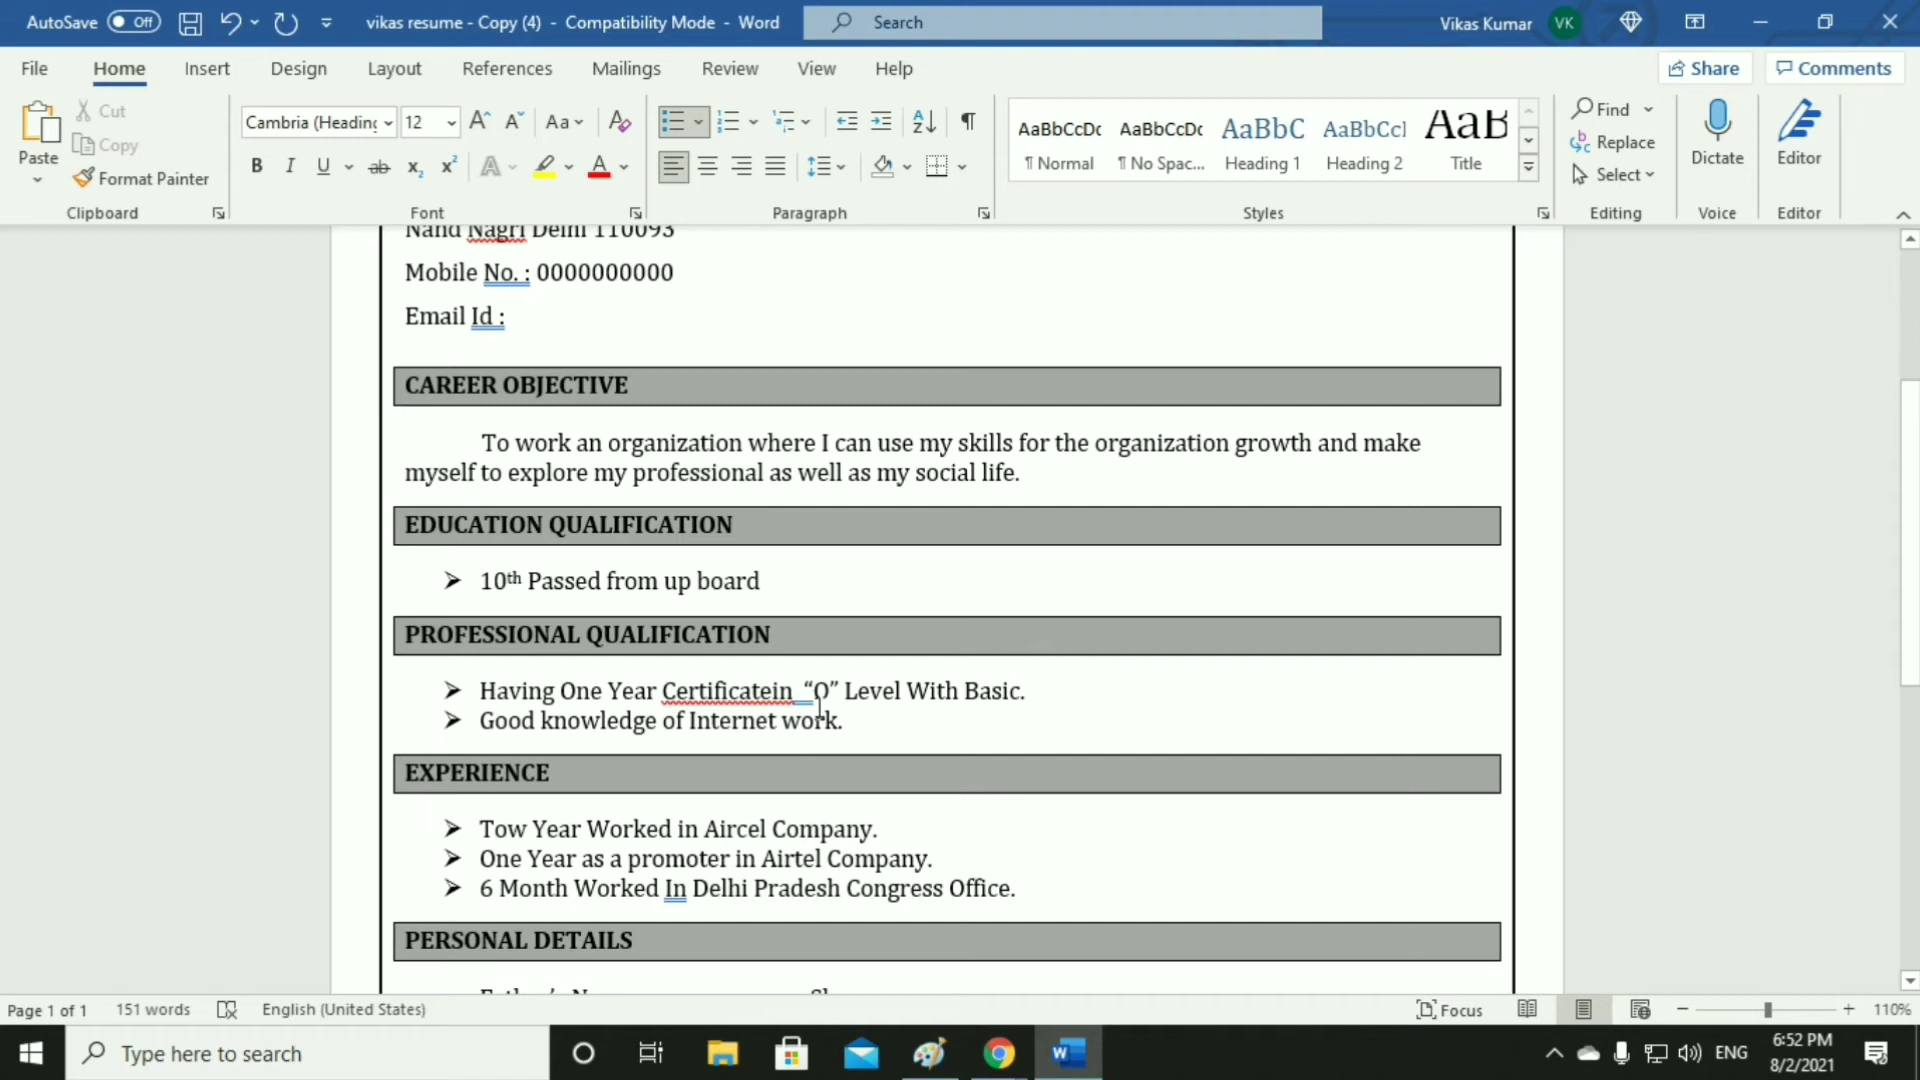 AutoSave Off vikas resume - Copy (4) - Compatibility Mode - Word Search Vikas Kumar VK
File Home Insert Design Layout References Mailings Review View Help Share Comments
Paste Cut Copy Format Painter
Cambria (Heading 12
AaBbCcDc AaBbCcDc AaBbC AaBbCcI AaB
¶ Normal ¶ No Spac... Heading 1 Heading 2 Title
Find Replace Select Dictate Editor
Clipboard Font Paragraph Styles Editing Voice Editor
Nand Nagri Delhi 110093
Mobile No. : 0000000000
Email Id :
CAREER OBJECTIVE
To work an organization where I can use my skills for the organization growth and make
myself to explore my professional as well as my social life.
EDUCATION QUALIFICATION
➢ 10th Passed from up board
PROFESSIONAL QUALIFICATION
➢ Having One Year Certificatein “O” Level With Basic.
➢ Good knowledge of Internet work.
EXPERIENCE
➢ Tow Year Worked in Aircel Company.
➢ One Year as a promoter in Airtel Company.
➢ 6 Month Worked In Delhi Pradesh Congress Office.
PERSONAL DETAILS
Page 1 of 1 151 words English (United States) Focus 110%
Type here to search ENG 6:52 PM
8/2/2021